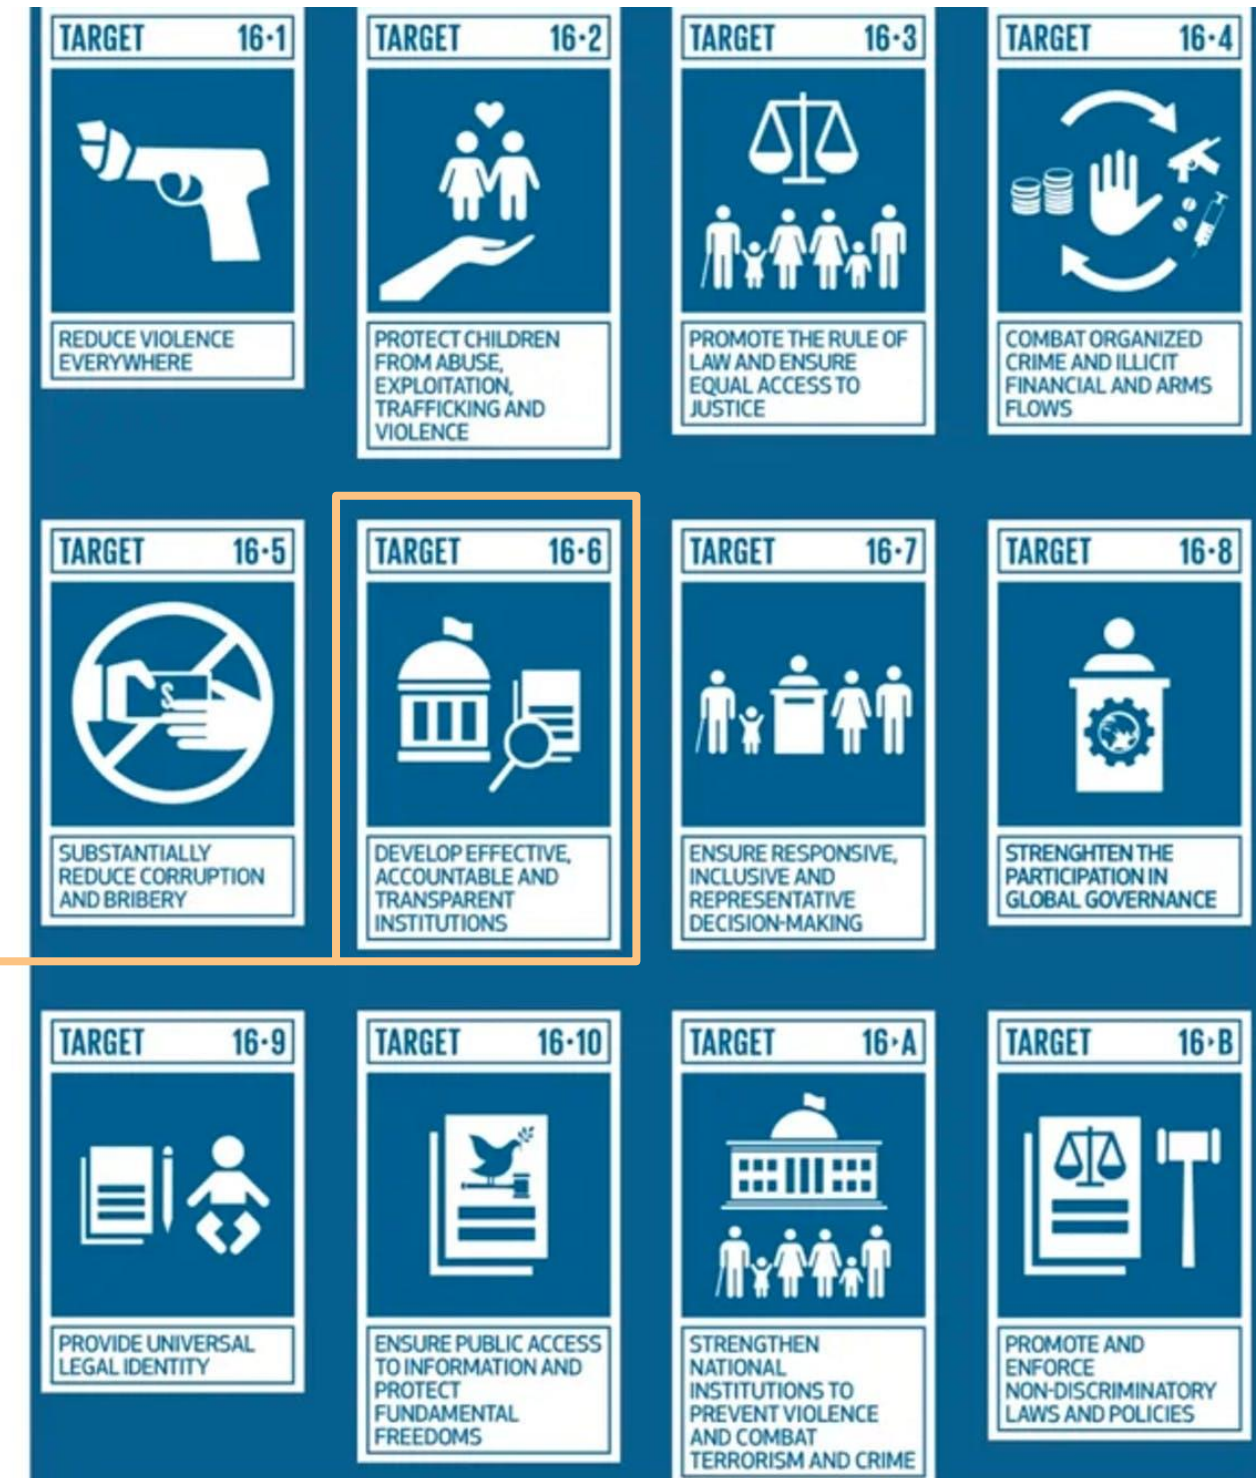 TARGET 16·1
REDUCE VIOLENCE
EVERYWHERE
TARGET 16·2
PROTECT CHILDREN
FROM ABUSE,
EXPLOITATION,
TRAFFICKING AND
VIOLENCE
TARGET 16·3
PROMOTE THE RULE OF
LAW AND ENSURE
EQUAL ACCESS TO
JUSTICE
TARGET 16·4
COMBAT ORGANIZED
CRIME AND ILLICIT
FINANCIAL AND ARMS
FLOWS
TARGET 16·5
$
SUBSTANTIALLY
REDUCE CORRUPTION
AND BRIBERY
TARGET 16·6
DEVELOP EFFECTIVE,
ACCOUNTABLE AND
TRANSPARENT
INSTITUTIONS
TARGET 16·7
ENSURE RESPONSIVE,
INCLUSIVE AND
REPRESENTATIVE
DECISION-MAKING
TARGET 16·8
STRENGHTEN THE
PARTICIPATION IN
GLOBAL GOVERNANCE
TARGET 16·9
PROVIDE UNIVERSAL
LEGAL IDENTITY
TARGET 16·10
ENSURE PUBLIC ACCESS
TO INFORMATION AND
PROTECT
FUNDAMENTAL
FREEDOMS
TARGET 16·A
STRENGTHEN
NATIONAL
INSTITUTIONS TO
PREVENT VIOLENCE
AND COMBAT
TERRORISM AND CRIME
TARGET 16·B
PROMOTE AND
ENFORCE
NON-DISCRIMINATORY
LAWS AND POLICIES